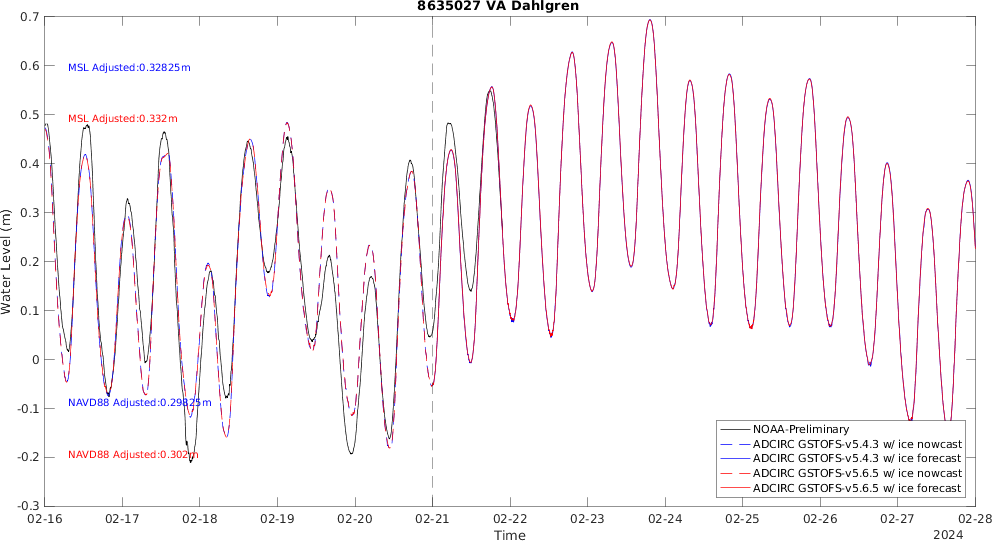 8635027 VA Dahlgren
0.7
0.6
0.5
0.4
0.3
0.2
0.1
0
-0.1
-0.2
-0.3
Water Level (m)
MSL Adjusted:0.32825m
MSL Adjusted:0.332m
NAVD88 Adjusted:0.29825m
NAVD88 Adjusted:0.302m
NOAA-Preliminary
ADCIRC GSTOFS-v5.4.3 w/ ice nowcast
ADCIRC GSTOFS-v5.4.3 w/ ice forecast
ADCIRC GSTOFS-v5.6.5 w/ ice nowcast
ADCIRC GSTOFS-v5.6.5 w/ ice forecast
02-16 02-17 02-18 02-19 02-20 02-21 02-22 02-23 02-24 02-25 02-26 02-27 02-28
Time
2024